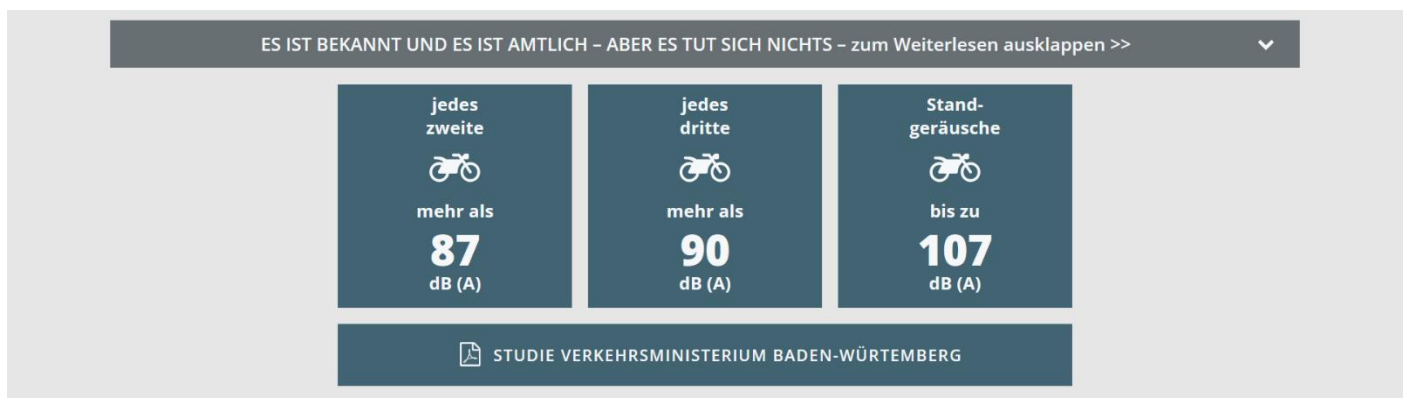 ES IST BEKANNT UND ES IST AMTLICH – ABER ES TUT SICH NICHTS – zum Weiterlesen ausklappen >>
jedes
zweite
mehr als
87
dB (A)
jedes
dritte
mehr als
90
dB (A)
Stand-
geräusche
bis zu
107
dB (A)
STUDIE VERKEHRSMINISTERIUM BADEN-WÜRTEMBERG